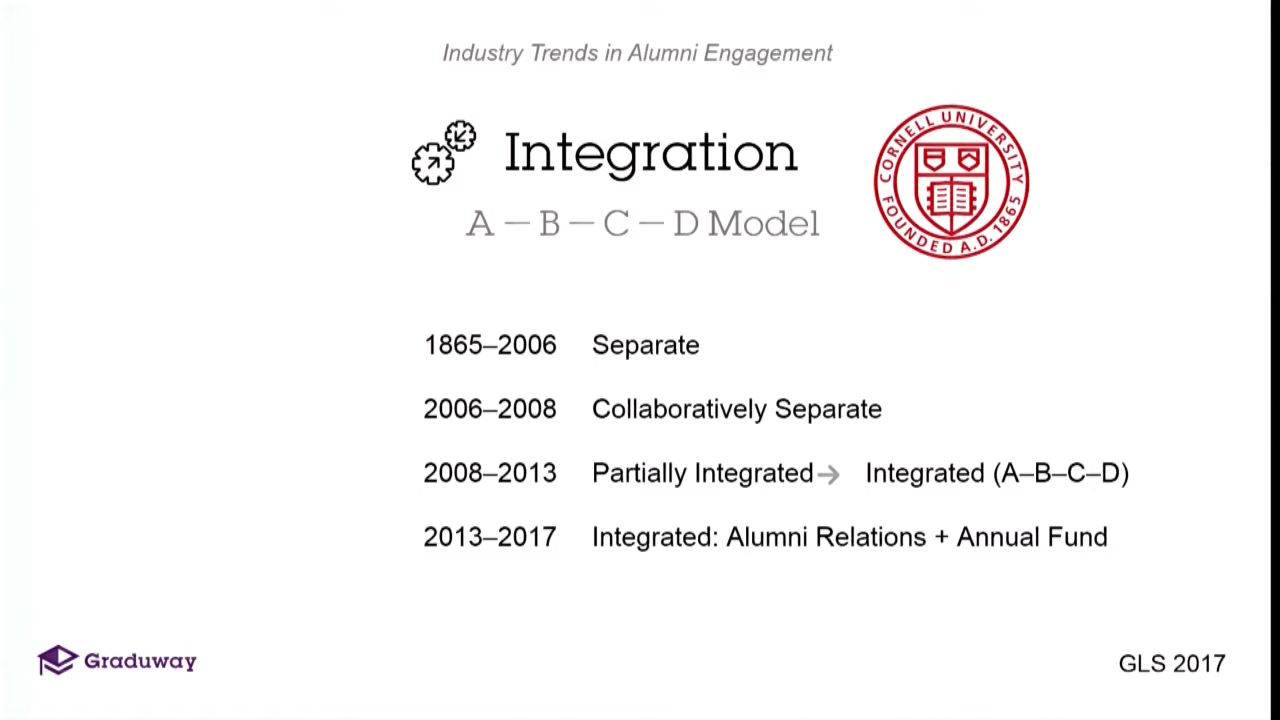 Industry Trends in Alumni Engagement
Integration
A – B – C – D Model
CORNELL UNIVERSITY
FOUNDED A.D. 1865
1865–2006 Separate
2006–2008 Collaboratively Separate
2008–2013 Partially Integrated → Integrated (A–B–C–D)
2013–2017 Integrated: Alumni Relations + Annual Fund
Graduway
GLS 2017